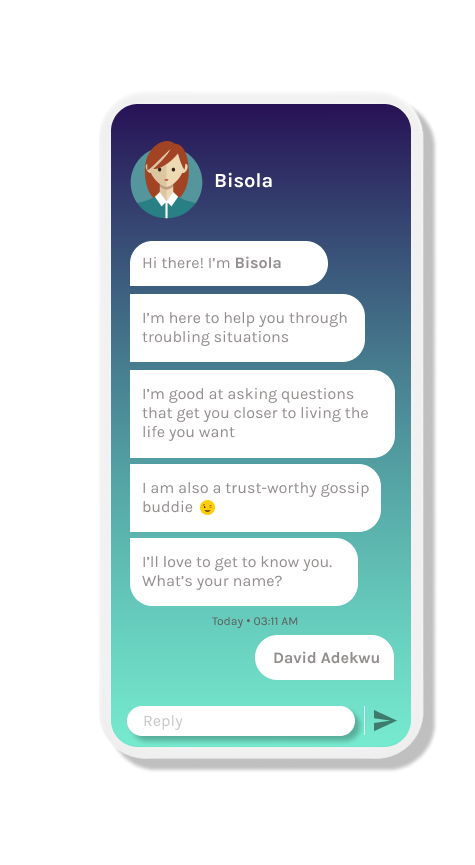 Bisola
Hi there! I’m Bisola
I’m here to help you through
troubling situations
I’m good at asking questions
that get you closer to living the
life you want
I am also a trust-worthy gossip
buddie 😉
I’ll love to get to know you.
What’s your name?
Today • 03:11 AM
David Adekwu
Reply